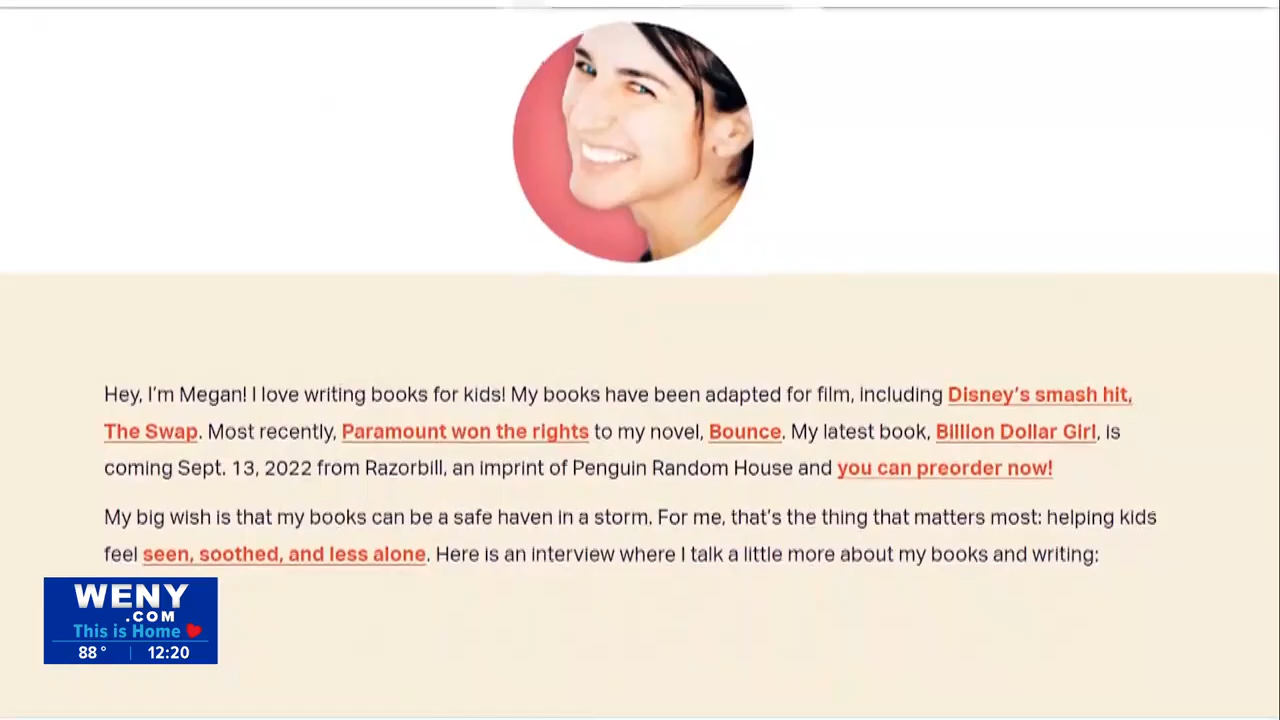 Hey, I'm Megan! I love writing books for kids! My books have been adapted for film, including Disney's smash hit,
The Swap. Most recently, Paramount won the rights to my novel, Bounce. My latest book, Billion Dollar Girl, is
coming Sept. 13, 2022 from Razorbill, an imprint of Penguin Random House and you can preorder now!
My big wish is that my books can be a safe haven in a storm. For me, that's the thing that matters most: helping kids
feel seen, soothed, and less alone. Here is an interview where I talk a little more about my books and writing:
WENY
.COM
This is Home
88° | 12:20